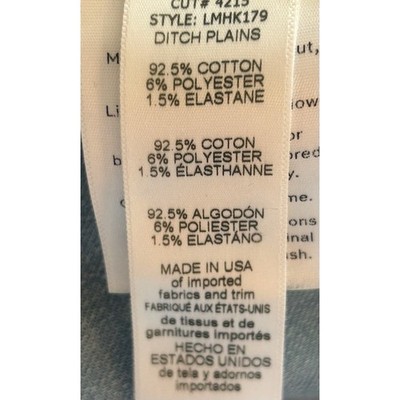 CUT# 4215
STYLE: LMHK179
DITCH PLAINS
92.5% COTTON
6% POLYESTER
1.5% ELASTANE
92.5% COTON
6% POLYESTER
1.5% ÉLASTHANNE
92.5% ALGODÓN
6% POLIESTER
1.5% ELASTÁNO
MADE IN USA
of imported
fabrics and trim
FABRIQUÉ AUX ÉTATS-UNIS
de tissus et de
garnitures importés
HECHO EN
ESTADOS UNIDOS
de tela y adornos
importados